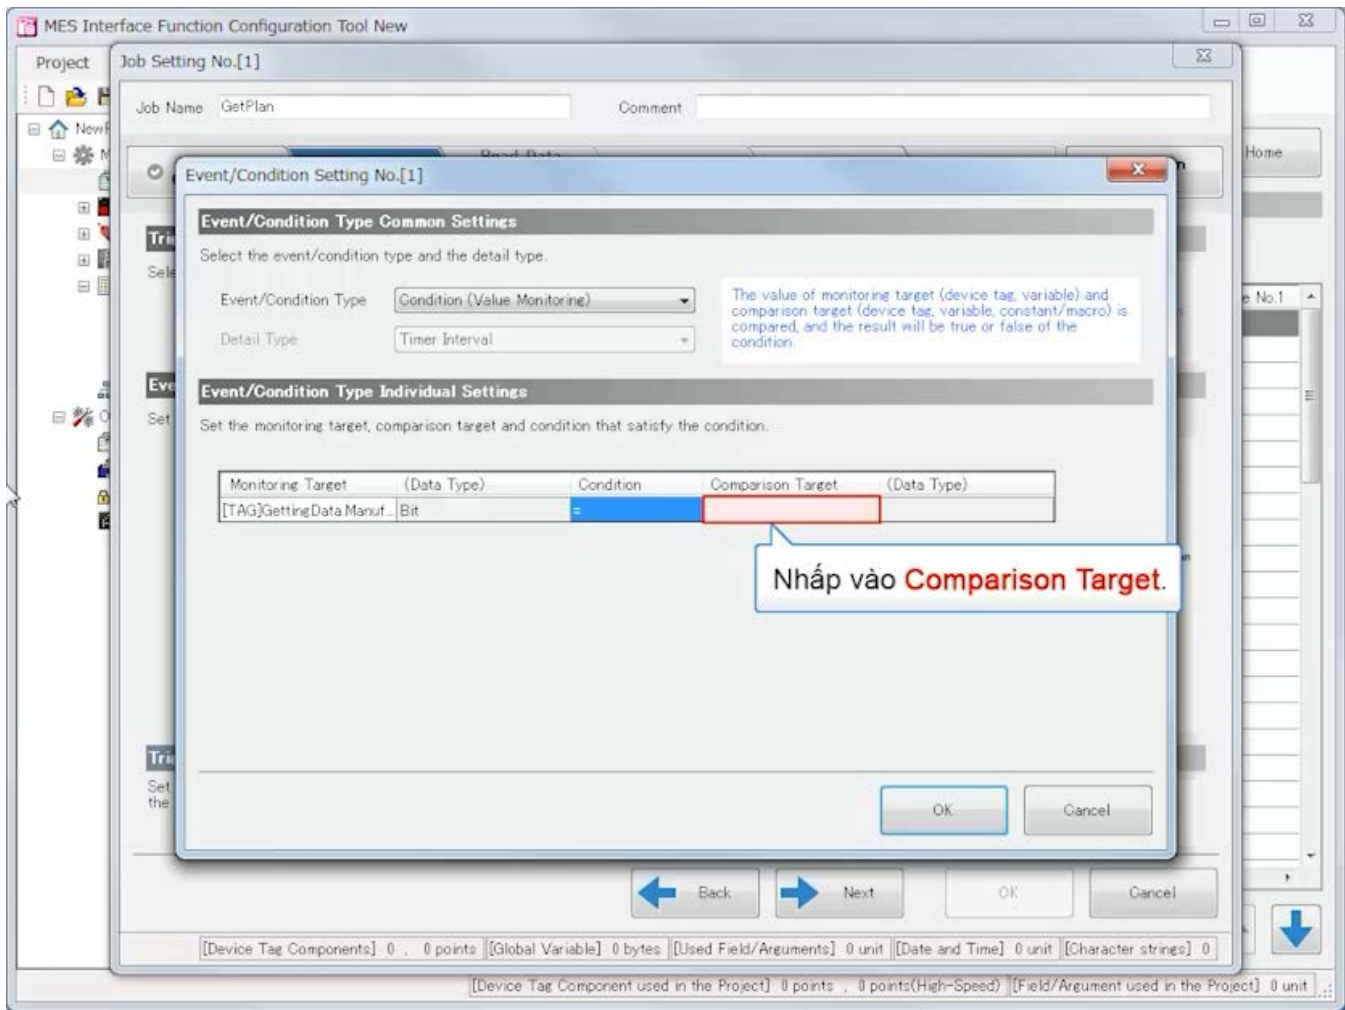 MES Interface Function Configuration Tool New
Project
Job Setting No.[1]
Job Name GetPlan Comment
Home
Event/Condition Setting No.[1]
Event/Condition Type Common Settings
Select the event/condition type and the detail type.
Event/Condition Type Condition (Value Monitoring)
Detail Type Timer Interval
The value of monitoring target (device tag, variable) and
comparison target (device tag, variable, constant/macro) is
compared, and the result will be true or false of the
condition.
e No.1
Event/Condition Type Individual Settings
Set the monitoring target, comparison target and condition that satisfy the condition.
Monitoring Target (Data Type) Condition Comparison Target (Data Type)
[TAG]GettingData.Manuf... Bit =
Nhấp vào Comparison Target.
Set
Set
the
OK Cancel
Back Next OK Cancel
[Device Tag Components] 0 , 0 points [Global Variable] 0 bytes [Used Field/Arguments] 0 unit [Date and Time] 0 unit [Character strings] 0
[Device Tag Component used in the Project] 0 points , 0 points(High-Speed) [Field/Argument used in the Project] 0 unit